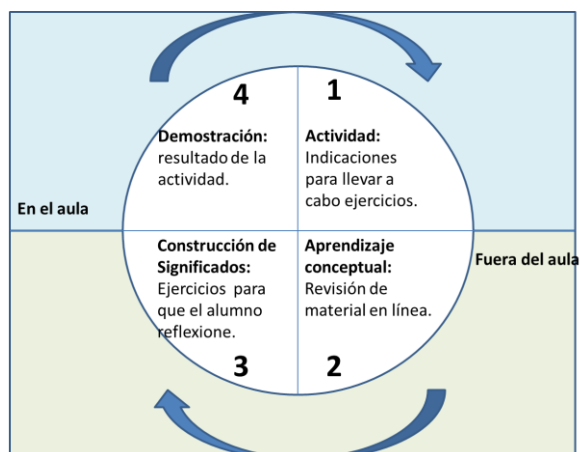 4
Demostración:
resultado de la
actividad.
1
Actividad:
Indicaciones
para llevar a
cabo ejercicios.
En el aula
Construcción de
Significados:
Ejercicios para
que el alumno
reflexione.
3
Aprendizaje
conceptual:
Revisión de
material en línea.
2
Fuera del aula